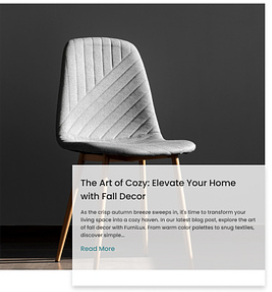 The Art of Cozy: Elevate Your Home
with Fall Decor
As the crisp autumn breeze sweeps in, it's time to transform your
living space into a cozy haven. In our latest blog post, explore the art
of fall decor with Furniture. From warm color palettes to snug textiles,
discover simple...
Read More